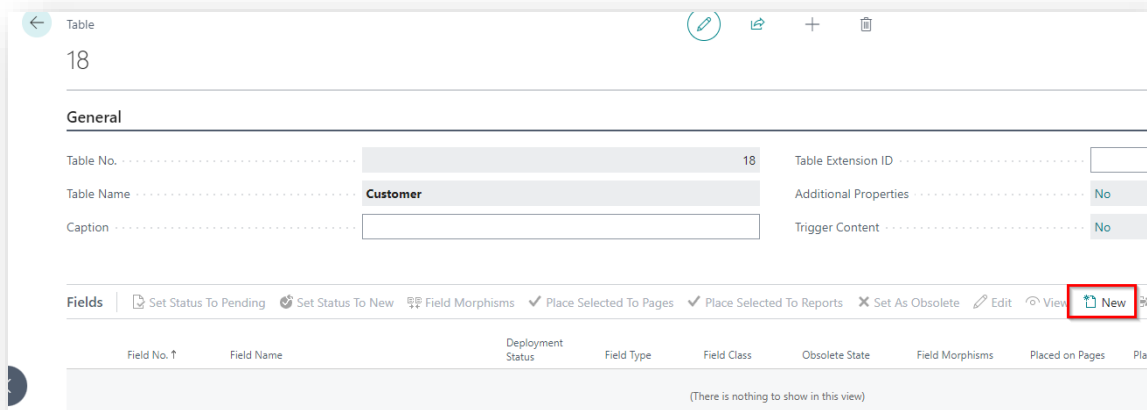 Table
18
General
Table No. 18 Table Extension ID
Table Name Customer Additional Properties No
Caption Trigger Content No
Fields Set Status To Pending Set Status To New Field Morphisms Place Selected To Pages Place Selected To Reports Set As Obsolete Edit View New
Field No. ↑ Field Name Deployment Status Field Type Field Class Obsolete State Field Morphisms Placed on Pages Pla
(There is nothing to show in this view)